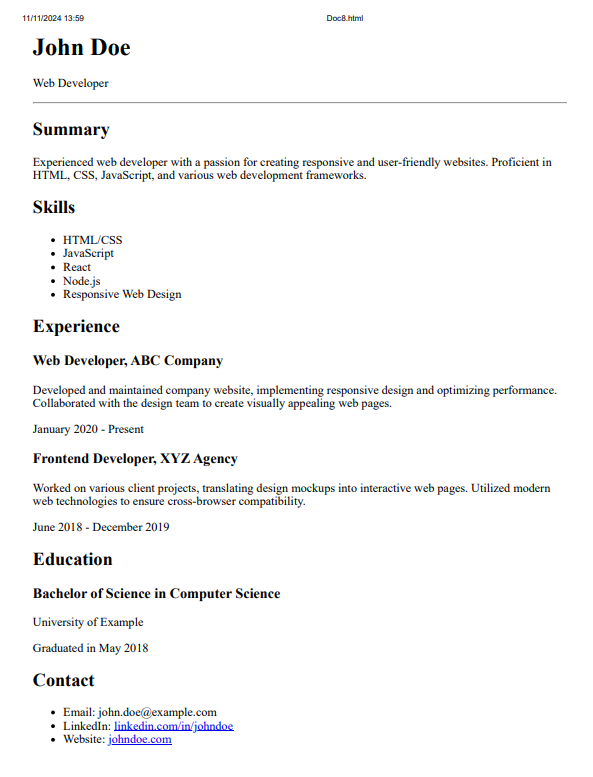 11/11/2024 13:59 Doc8.html
John Doe
Web Developer
Summary
Experienced web developer with a passion for creating responsive and user-friendly websites. Proficient in
HTML, CSS, JavaScript, and various web development frameworks.
Skills
HTML/CSS
JavaScript
React
Node.js
Responsive Web Design
Experience
Web Developer, ABC Company
Developed and maintained company website, implementing responsive design and optimizing performance.
Collaborated with the design team to create visually appealing web pages.
January 2020 - Present
Frontend Developer, XYZ Agency
Worked on various client projects, translating design mockups into interactive web pages. Utilized modern
web technologies to ensure cross-browser compatibility.
June 2018 - December 2019
Education
Bachelor of Science in Computer Science
University of Example
Graduated in May 2018
Contact
Email: john.doe@example.com
LinkedIn: linkedin.com/in/johndoe
Website: johndoe.com